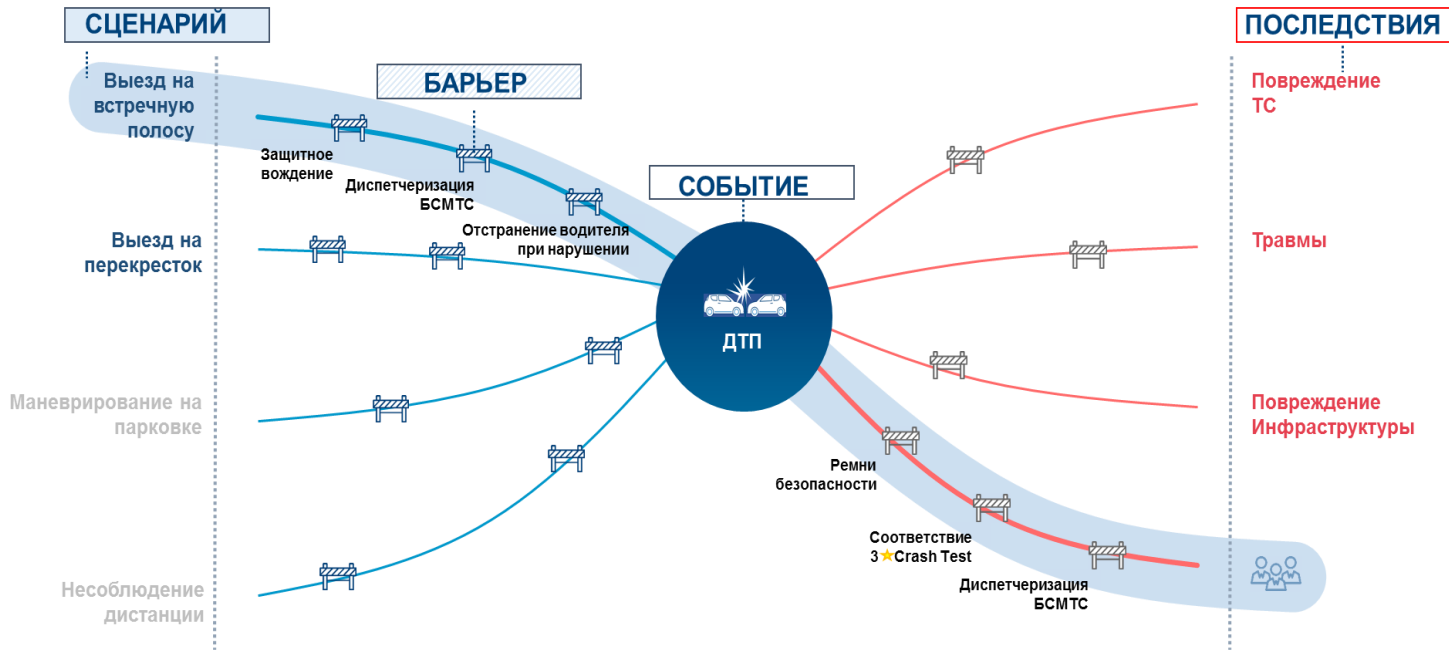 СЦЕНАРИЙ
ПОСЛЕДСТВИЯ
Выезд на
встречную
полосу
БАРЬЕР
Повреждение
ТС
Защитное
вождение
Диспетчеризация
БСМТС
СОБЫТИЕ
Отстранение водителя
при нарушении
Выезд на
перекресток
Травмы
ДТП
Маневрирование на
парковке
Повреждение
Инфраструктуры
Ремни
безопасности
Соответствие
3 Crash Test
Несоблюдение
дистанции
Диспетчеризация
БСМТС